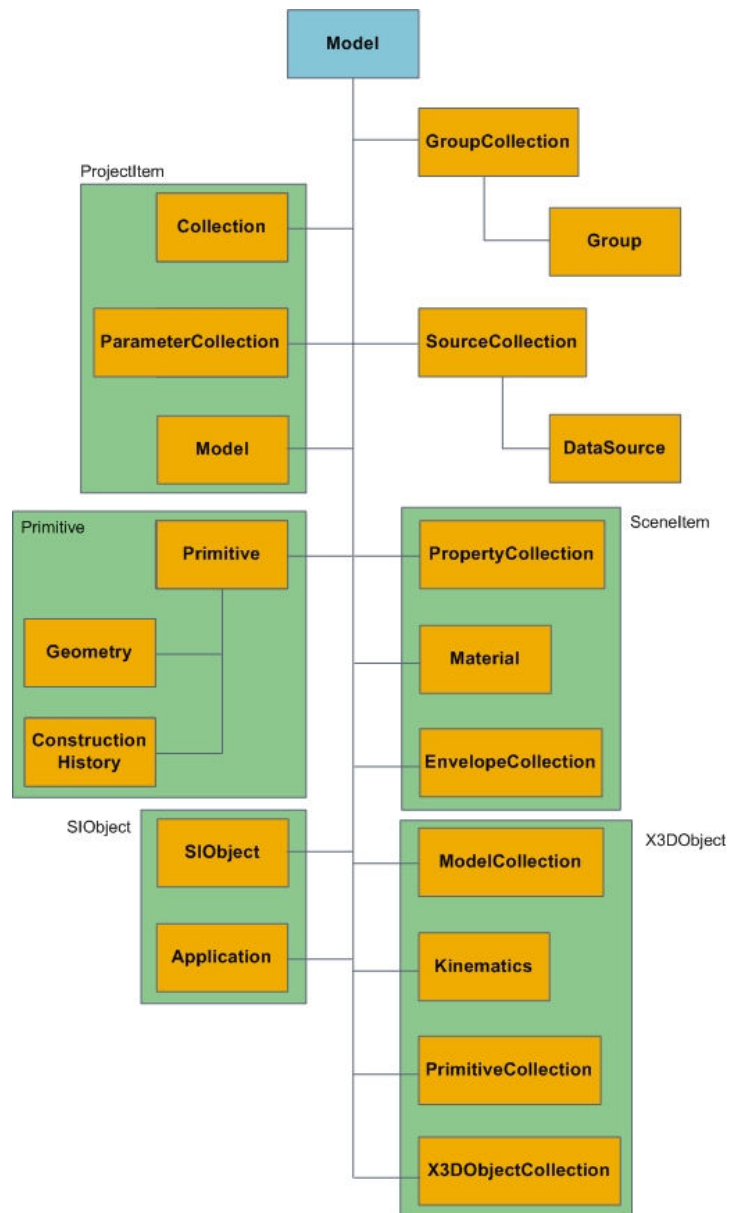 Model
GroupCollection
ProjectItem
Collection
Group
ParameterCollection
SourceCollection
Model
DataSource
Primitive
SceneItem
Primitive
PropertyCollection
Geometry
Material
Construction
History
EnvelopeCollection
SIObject
X3DObject
SIObject
ModelCollection
Application
Kinematics
PrimitiveCollection
X3DObjectCollection